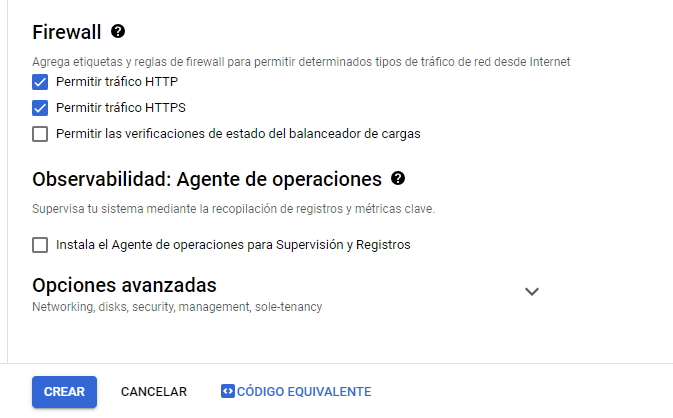 Firewall
Agrega etiquetas y reglas de firewall para permitir determinados tipos de tráfico de red desde Internet
Permitir tráfico HTTP
Permitir tráfico HTTPS
Permitir las verificaciones de estado del balanceador de cargas
Observabilidad: Agente de operaciones
Supervisa tu sistema mediante la recopilación de registros y métricas clave.
Instala el Agente de operaciones para Supervisión y Registros
Opciones avanzadas
Networking, disks, security, management, sole-tenancy
CREAR CANCELAR CÓDIGO EQUIVALENTE